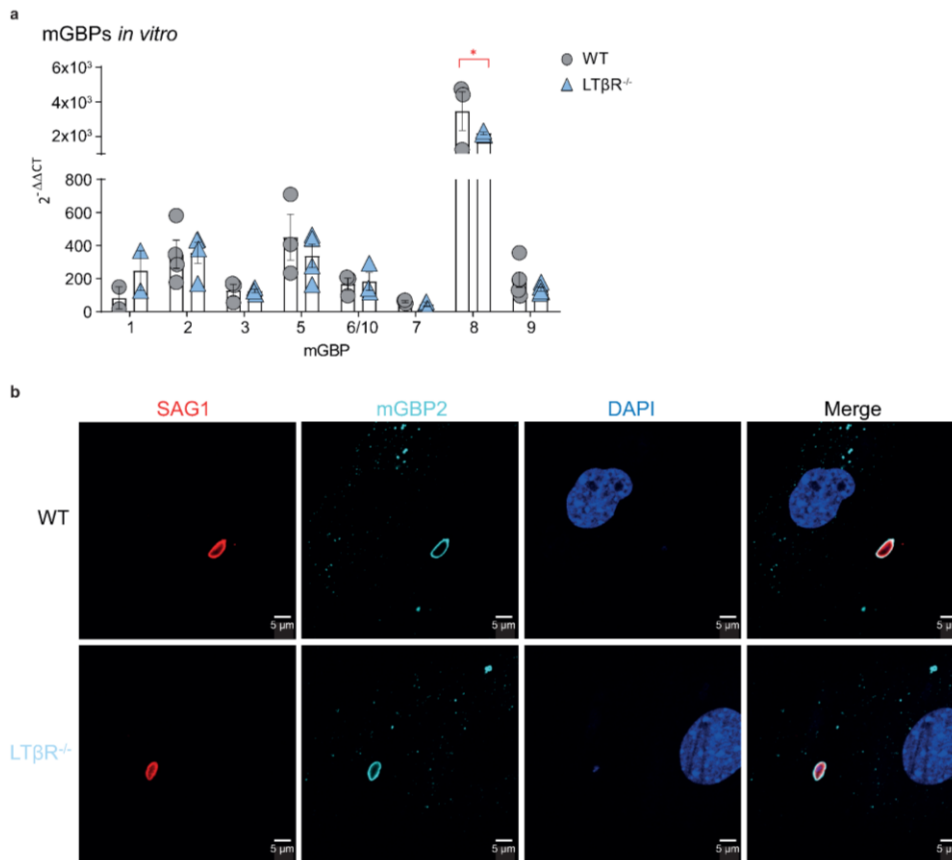 a
mGBPs in vitro
WT
LTβR-/-
*
6x10³
4x10³
2x10³
800
600
400
200
0
2^-ΔΔCT
1 2 3 5 6/10 7 8 9
mGBP
b
SAG1 mGBP2 DAPI Merge
WT
5 µm 5 µm 5 µm 5 µm
LTβR-/-
5 µm 5 µm 5 µm 5 µm